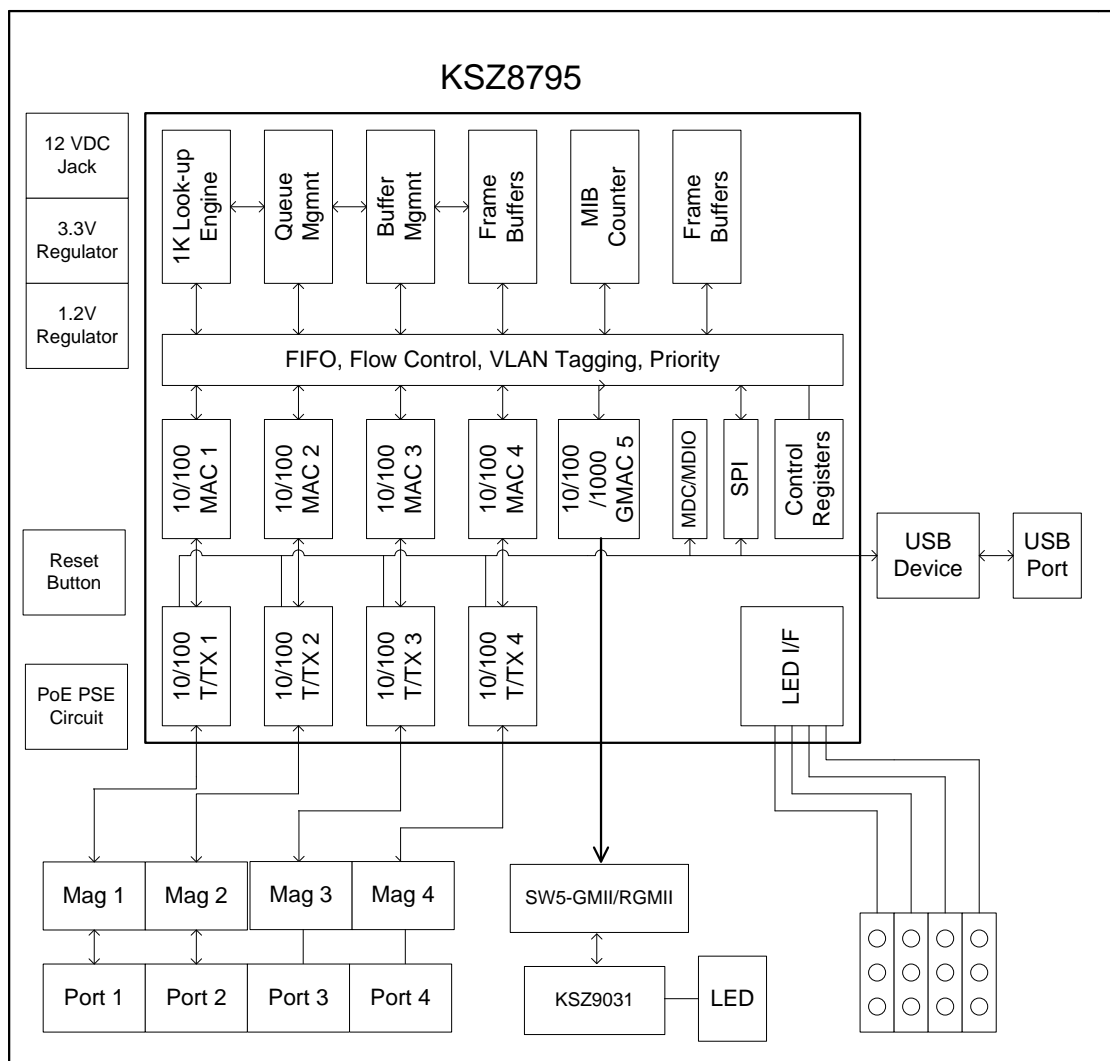 KSZ8795
12 VDC
Jack
3.3V
Regulator
1.2V
Regulator
1K Look-up
Engine
Queue
Mgmnt
Buffer
Mgmnt
Frame
Buffers
MIB
Counter
Frame
Buffers
FIFO, Flow Control, VLAN Tagging, Priority
10/100
MAC 1
10/100
MAC 2
10/100
MAC 3
10/100
MAC 4
10/100
/1000
GMAC 5
MDC/MDIO
SPI
Control
Registers
USB
Device
USB
Port
Reset
Button
10/100
T/TX 1
10/100
T/TX 2
10/100
T/TX 3
10/100
T/TX 4
LED I/F
PoE PSE
Circuit
Mag 1
Mag 2
Mag 3
Mag 4
SW5-GMII/RGMII
Port 1
Port 2
Port 3
Port 4
KSZ9031
LED